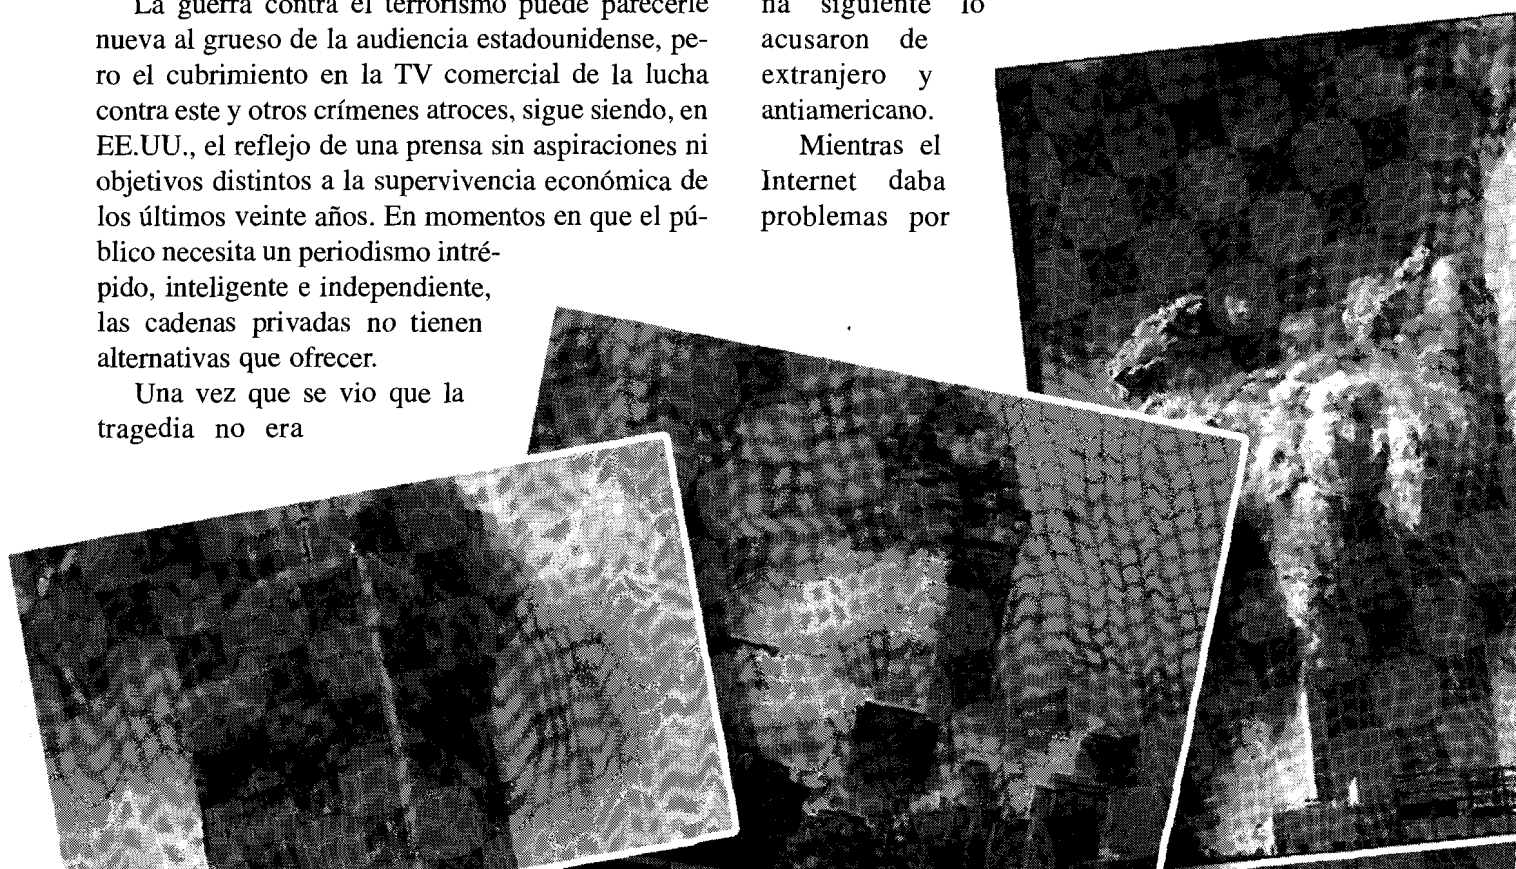 La guerra contra el terrorismo puede parecerle
nueva al grueso de la audiencia estadounidense, pe-
ro el cubrimiento en la TV comercial de la lucha
contra este y otros crímenes atroces, sigue siendo, en
EE.UU., el reflejo de una prensa sin aspiraciones ni
objetivos distintos a la supervivencia económica de
los últimos veinte años. En momentos en que el pú-
blico necesita un periodismo intré-
pido, inteligente e independiente,
las cadenas privadas no tienen
alternativas que ofrecer.
Una vez que se vio que la
tragedia no era
na siguiente lo
acusaron de
extranjero y
antiamericano.
Mientras el
Internet daba
problemas por